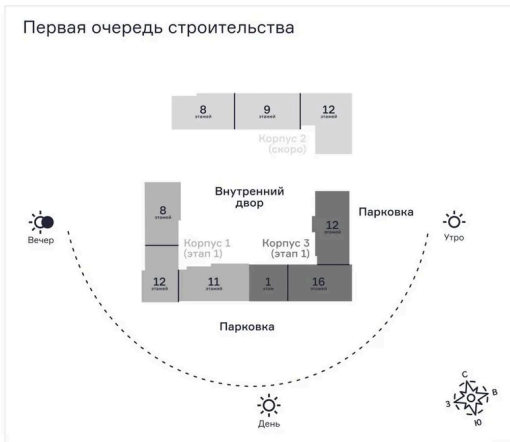 Первая очередь строительства
8
этажей
9
этажей
12
этажей
Корпус 2
(скоро)
8
этажей
Внутренний
двор
12
этажей
Парковка
Вечер
Утро
Корпус 1
(этап 1)
Корпус 3
(этап 1)
12
этажей
11
этажей
1
этаж
16
этажей
Парковка
День
С
В
З
Ю